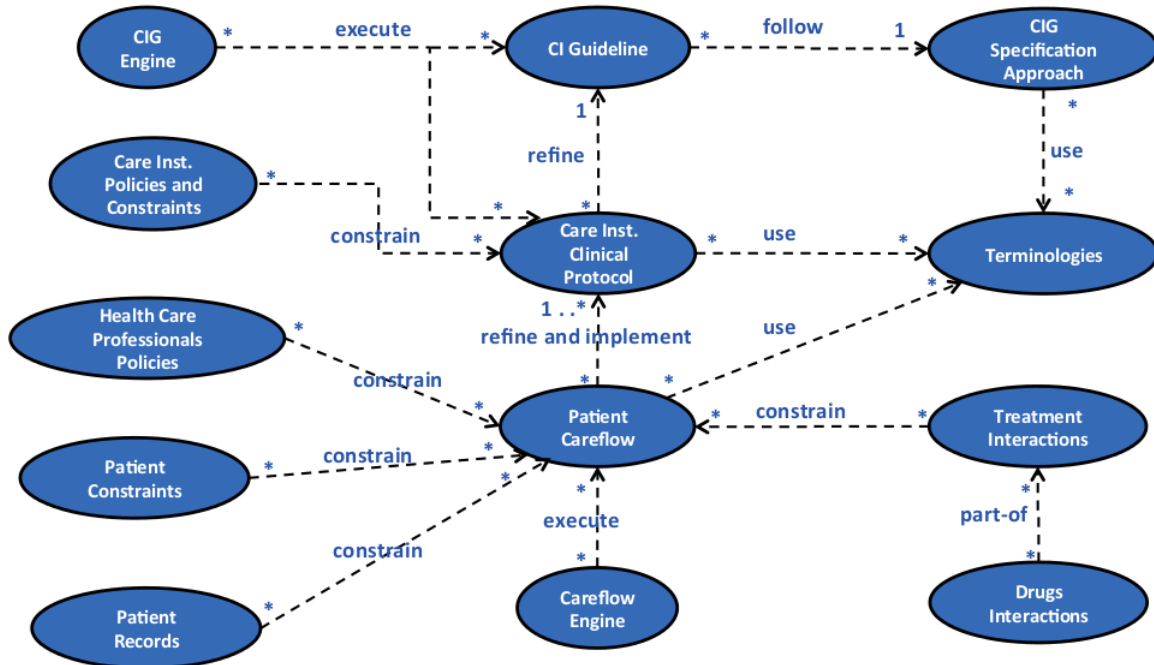 CIG
Engine
*
execute
*
CI Guideline
*
follow
1
CIG
Specification
Approach
*
use
*
1
refine
*
Care Inst.
Policies and
Constraints
*
constrain
*
*
Care Inst.
Clinical
Protocol
*
use
*
Terminologies
*
1 . . *
refine and implement
*
use
*
Health Care
Professionals
Policies
*
constrain
*
Patient
Careflow
*
constrain
*
Treatment
Interactions
Patient
Constraints
*
constrain
*
*
constrain
*
Patient
Records
*
execute
*
Careflow
Engine
*
part-of
*
Drugs
Interactions